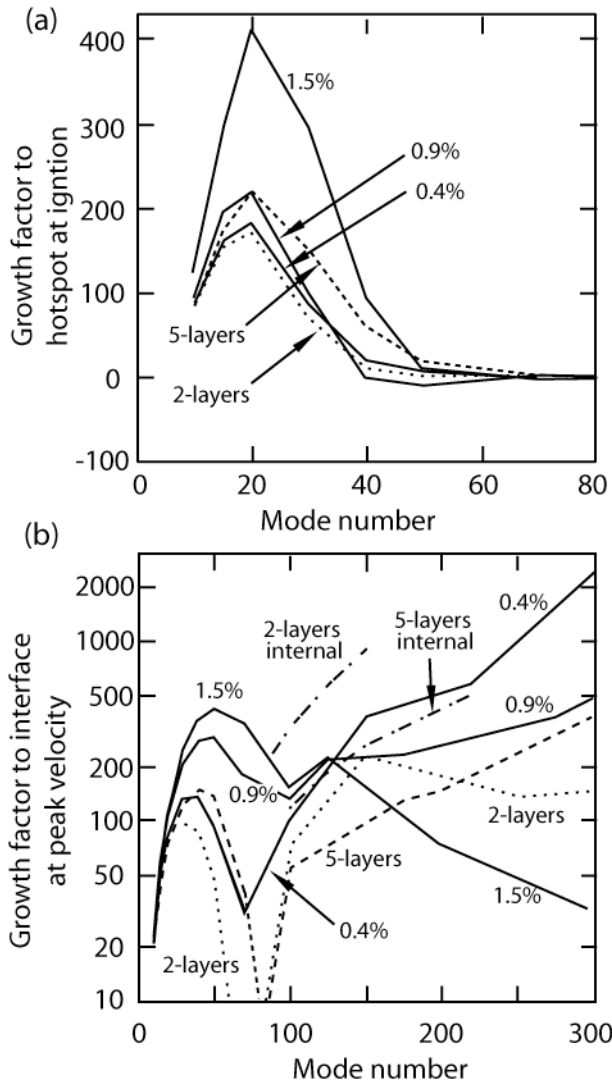 (a)
400
300
200
100
0
-100
Growth factor to
hotspot at igntion
1.5%
0.9%
0.4%
5-layers
2-layers
0
20
40
60
80
Mode number
(b)
2000
1000
500
200
100
50
20
10
Growth factor to interface
at peak velocity
2-layers
internal
5-layers
internal
0.4%
1.5%
0.9%
0.9%
2-layers
5-layers
0.4%
1.5%
2-layers
0
100
200
300
Mode number